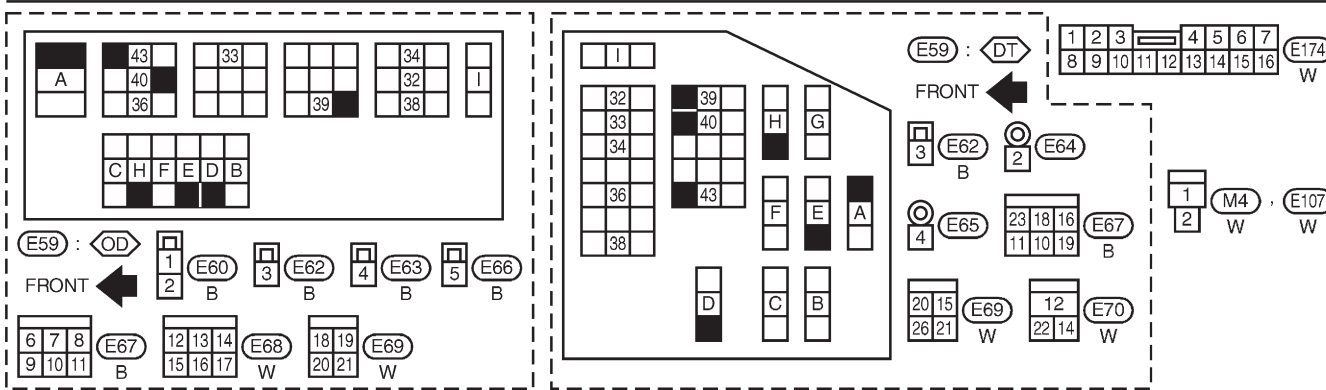 A 43 33 34 I
40 32
36 39 38
C H F E D B
E59 : OD
FRONT
1 2 E60 B
3 E62 B
4 E63 B
5 E66 B
6 7 8 E67
9 10 11 B
12 13 14 E68
15 16 17 W
18 19 E69
20 21 W
I
32 39 H G
33 40
34
36 43 F E A
38
D C B
E59 : DT
FRONT
3 E62 B
2 E64
4 E65
23 18 16 E67
11 10 19 B
20 15 E69
26 21 W
12 E70
22 14 W
1 2 3 4 5 6 7 E174
8 9 10 11 12 13 14 15 16 W
1 M4 , E107
2 W W